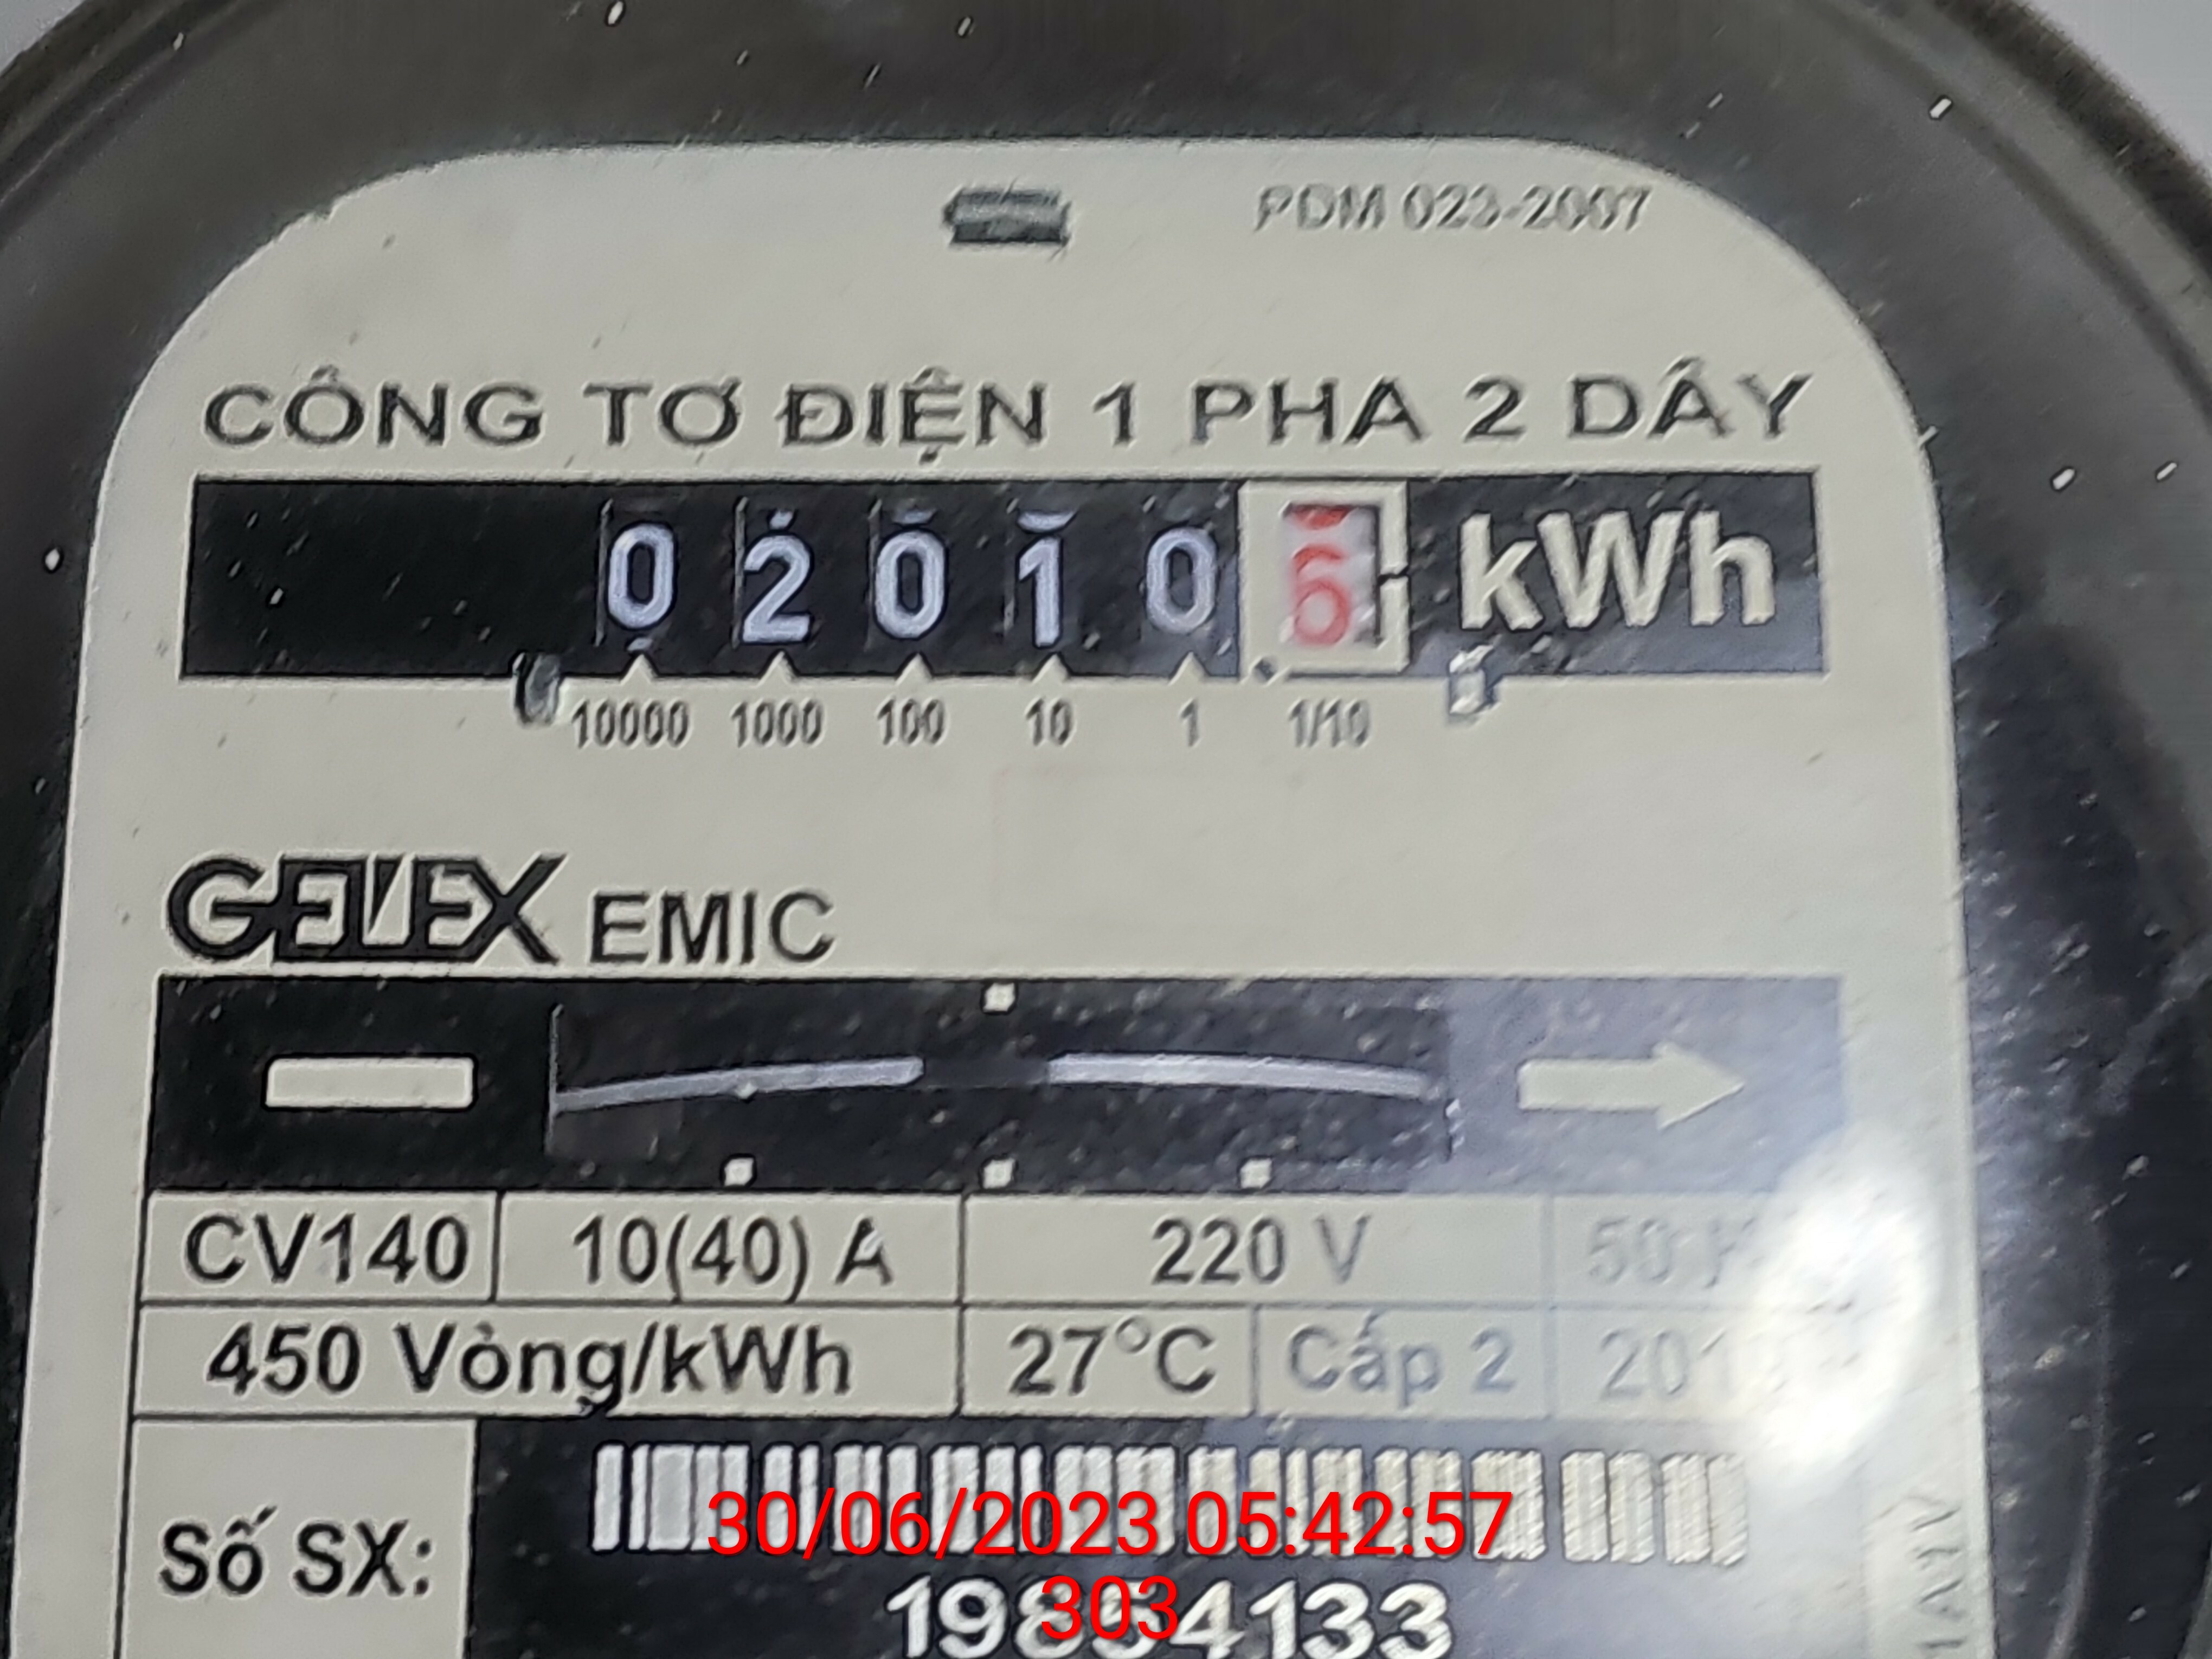 PDM 023-2007
CÔNG TƠ ĐIỆN 1 PHA 2 DÂY
0 2 0 1 0 6 kWh
10000 1000 100 10 1 1/10
GELEX EMIC
CV140 10(40) A 220 V 50
450 Vòng/kWh 27°C Cấp 2
Số SX:
30/06/2023 05:42:57
303